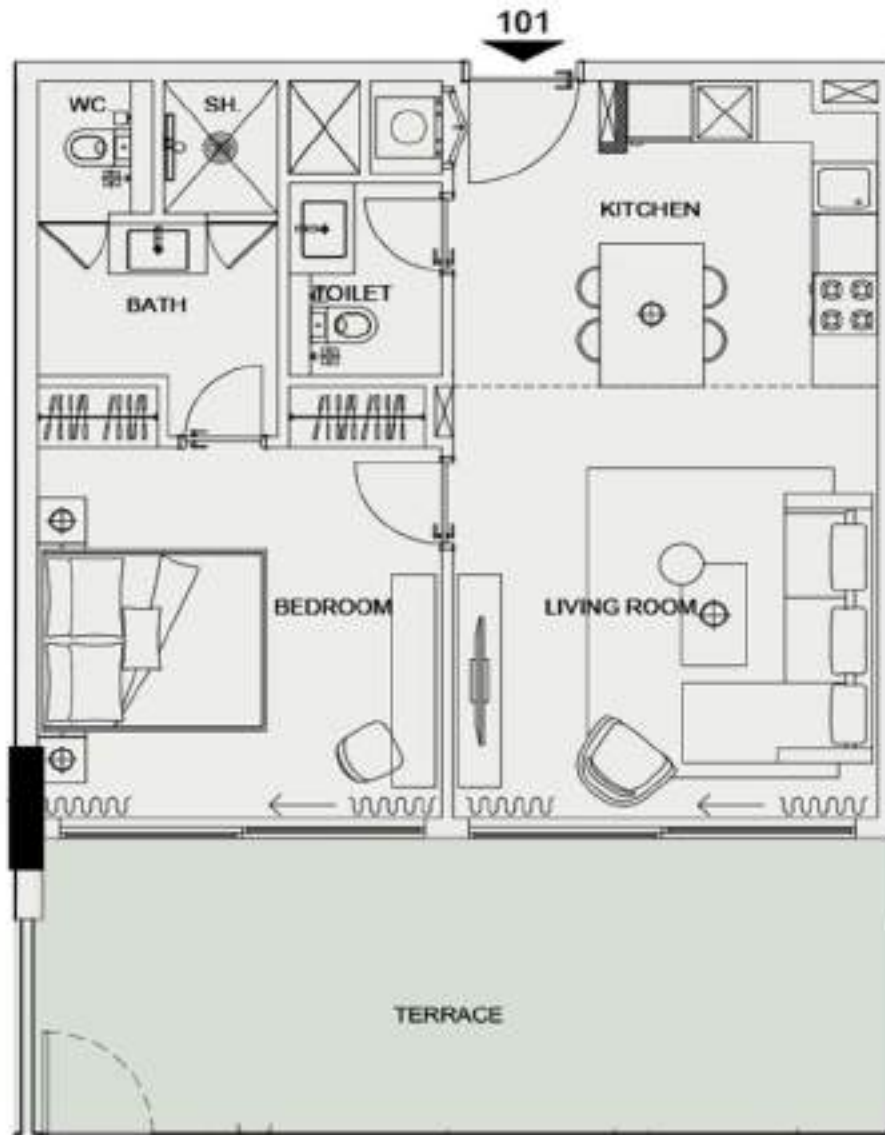 101
WC
SH.
KITCHEN
TOILET
BATH
BEDROOM
LIVING ROOM
TERRACE